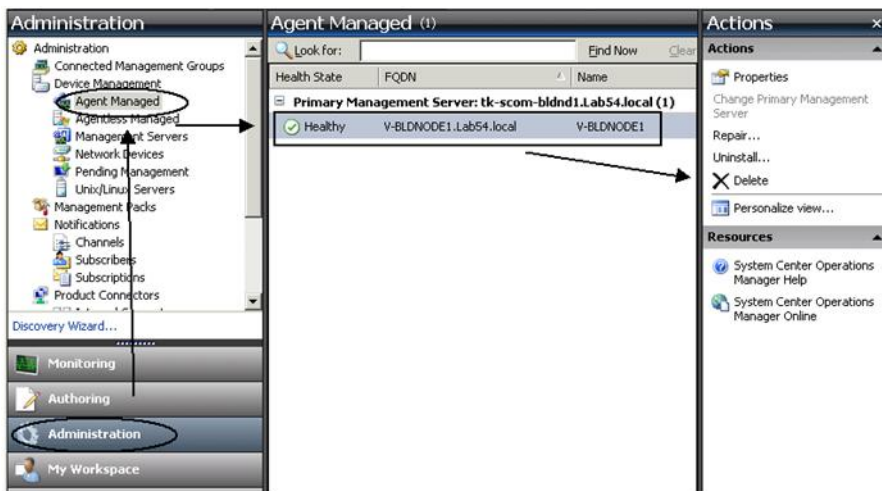 Administration
Administration
Connected Management Groups
Device Management
Agent Managed
Agentless Managed
Management Servers
Network Devices
Pending Management
Unix/Linux Servers
Management Packs
Notifications
Channels
Subscribers
Subscriptions
Product Connectors
Discovery Wizard...
Monitoring
Authoring
Administration
My Workspace
Agent Managed (1)
Look for:
Find Now
Clear
Health State FQDN Name
Primary Management Server: tk-scom-bldnd1.Lab54.local (1)
Healthy V-BLDNODE1.Lab54.local V-BLDNODE1
Actions
Actions
Properties
Change Primary Management
Server
Repair...
Uninstall...
Delete
Personalize view...
Resources
System Center Operations
Manager Help
System Center Operations
Manager Online